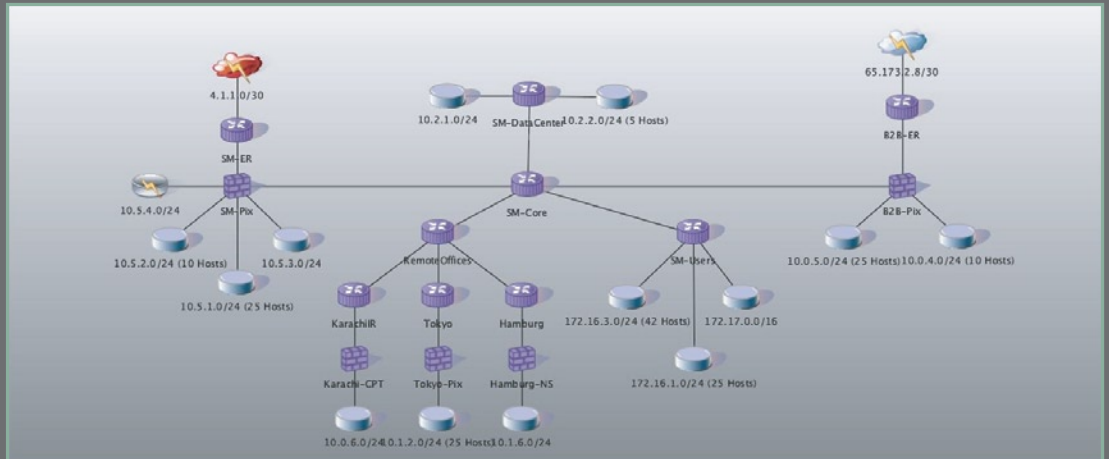 65.173.2.8/30
4.1.1.0/30
10.2.1.0/24
SM-DataCenter
10.2.2.0/24 (5 Hosts)
B2B-ER
SM-ER
10.5.4.0/24
SM-Pix
SM-Core
B2B-Pix
10.5.2.0/24 (10 Hosts)
10.5.3.0/24
RemoteOffices
SM-Users
10.0.5.0/24 (25 Hosts)
10.0.4.0/24 (10 Hosts)
10.5.1.0/24 (25 Hosts)
KarachiIR
Tokyo
Hamburg
172.16.3.0/24 (42 Hosts)
172.17.0.0/16
Karachi-CPT
Tokyo-Pix
Hamburg-NS
172.16.1.0/24 (25 Hosts)
10.0.6.0/24
10.1.2.0/24 (25 Hosts)
10.1.6.0/24